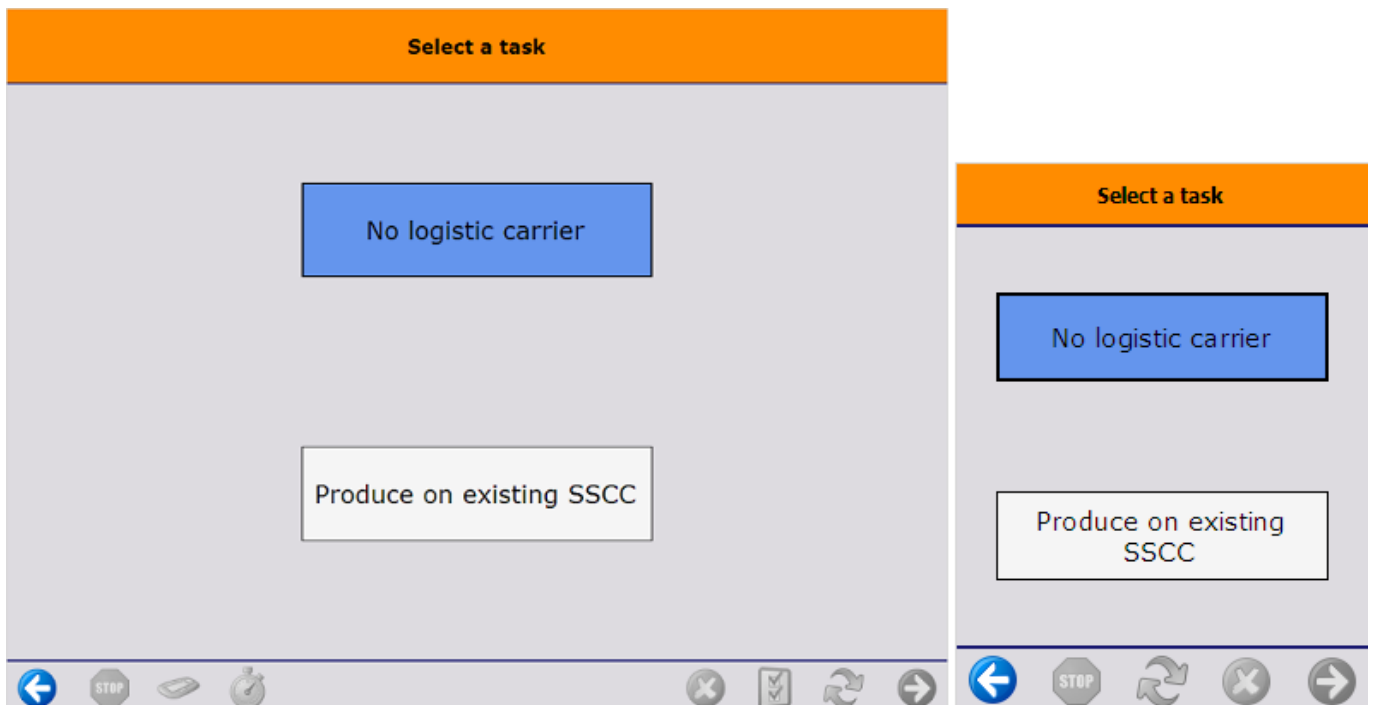 Select a task
No logistic carrier
Produce on existing SSCC
STOP
Select a task
No logistic carrier
Produce on existing
SSCC
STOP